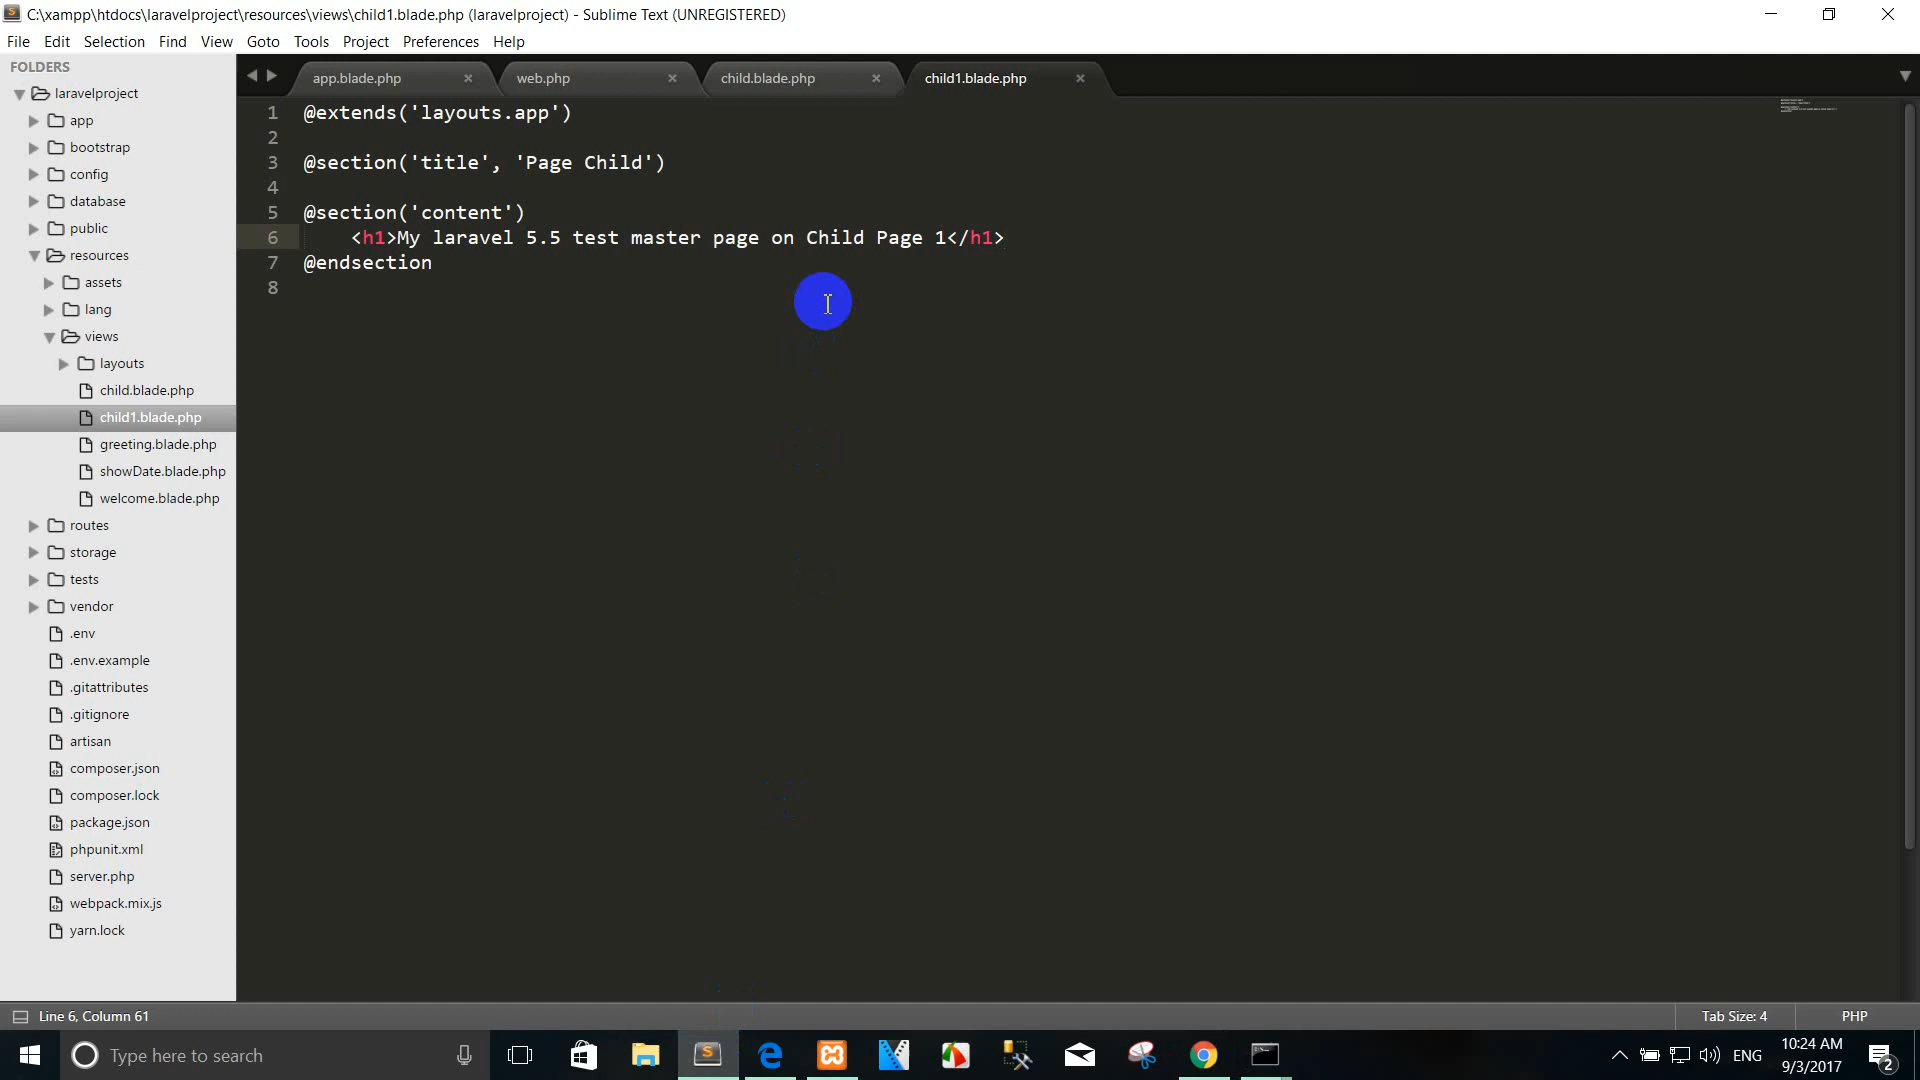 C:\xampp\htdocs\laravelproject\resources\views\child1.blade.php (laravelproject) - Sublime Text (UNREGISTERED)
File Edit Selection Find View Goto Tools Project Preferences Help
FOLDERS
laravelproject
app
bootstrap
config
database
public
resources
assets
lang
views
layouts
child.blade.php
child1.blade.php
greeting.blade.php
showDate.blade.php
welcome.blade.php
routes
storage
tests
vendor
.env
.env.example
.gitattributes
.gitignore
artisan
composer.json
composer.lock
package.json
phpunit.xml
server.php
webpack.mix.js
yarn.lock
app.blade.php web.php child.blade.php child1.blade.php
1 @extends('layouts.app')
2
3 @section('title', 'Page Child')
4
5 @section('content')
6 <h1>My laravel 5.5 test master page on Child Page 1</h1>
7 @endsection
8
Line 6, Column 61 Tab Size: 4 PHP
Type here to search ENG 10:24 AM
9/3/2017 2